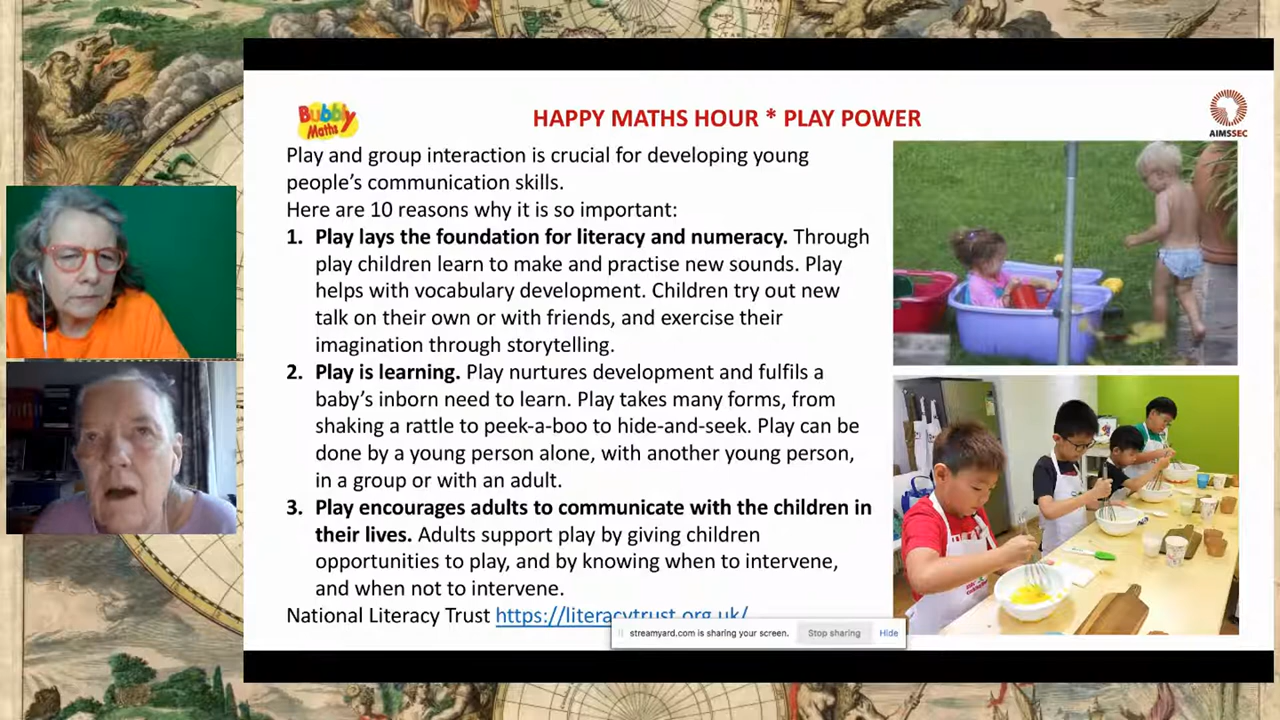 Bubbly
Maths
HAPPY MATHS HOUR * PLAY POWER
AIMSSEC
Play and group interaction is crucial for developing young
people’s communication skills.
Here are 10 reasons why it is so important:
1. Play lays the foundation for literacy and numeracy. Through
play children learn to make and practise new sounds. Play
helps with vocabulary development. Children try out new
talk on their own or with friends, and exercise their
imagination through storytelling.
2. Play is learning. Play nurtures development and fulfils a
baby’s inborn need to learn. Play takes many forms, from
shaking a rattle to peek-a-boo to hide-and-seek. Play can be
done by a young person alone, with another young person,
in a group or with an adult.
3. Play encourages adults to communicate with the children in
their lives. Adults support play by giving children
opportunities to play, and by knowing when to intervene,
and when not to intervene.
National Literacy Trust https://literacytrust.org.uk/
streamyard.com is sharing your screen. Stop sharing Hide